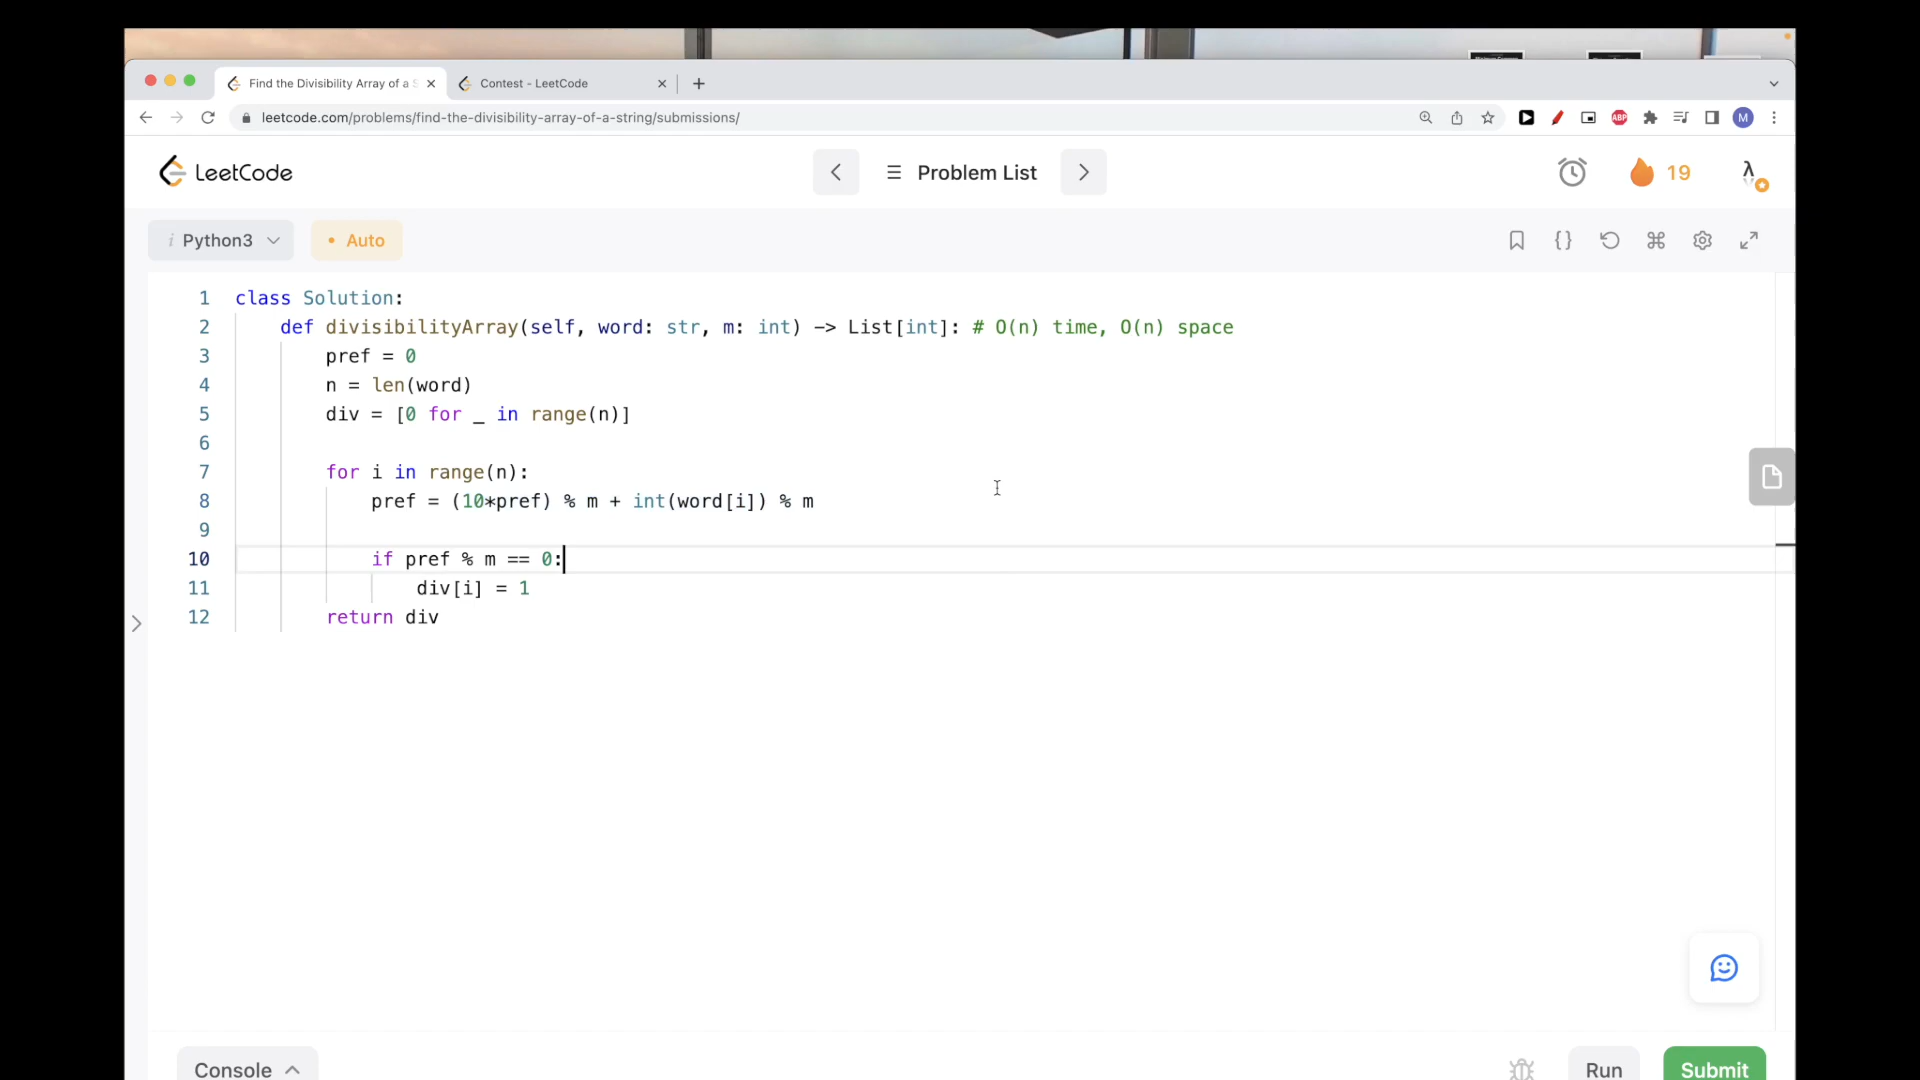 Find the Divisibility Array of a S
Contest - LeetCode
leetcode.com/problems/find-the-divisibility-array-of-a-string/submissions/
ABP
M
LeetCode
Problem List
19
i Python3
• Auto
1 class Solution:
2 def divisibilityArray(self, word: str, m: int) -> List[int]: # O(n) time, O(n) space
3 pref = 0
4 n = len(word)
5 div = [0 for _ in range(n)]
6
7 for i in range(n):
8 pref = (10*pref) % m + int(word[i]) % m
9
10 if pref % m == 0:
11 div[i] = 1
12 return div
Console
Run
Submit